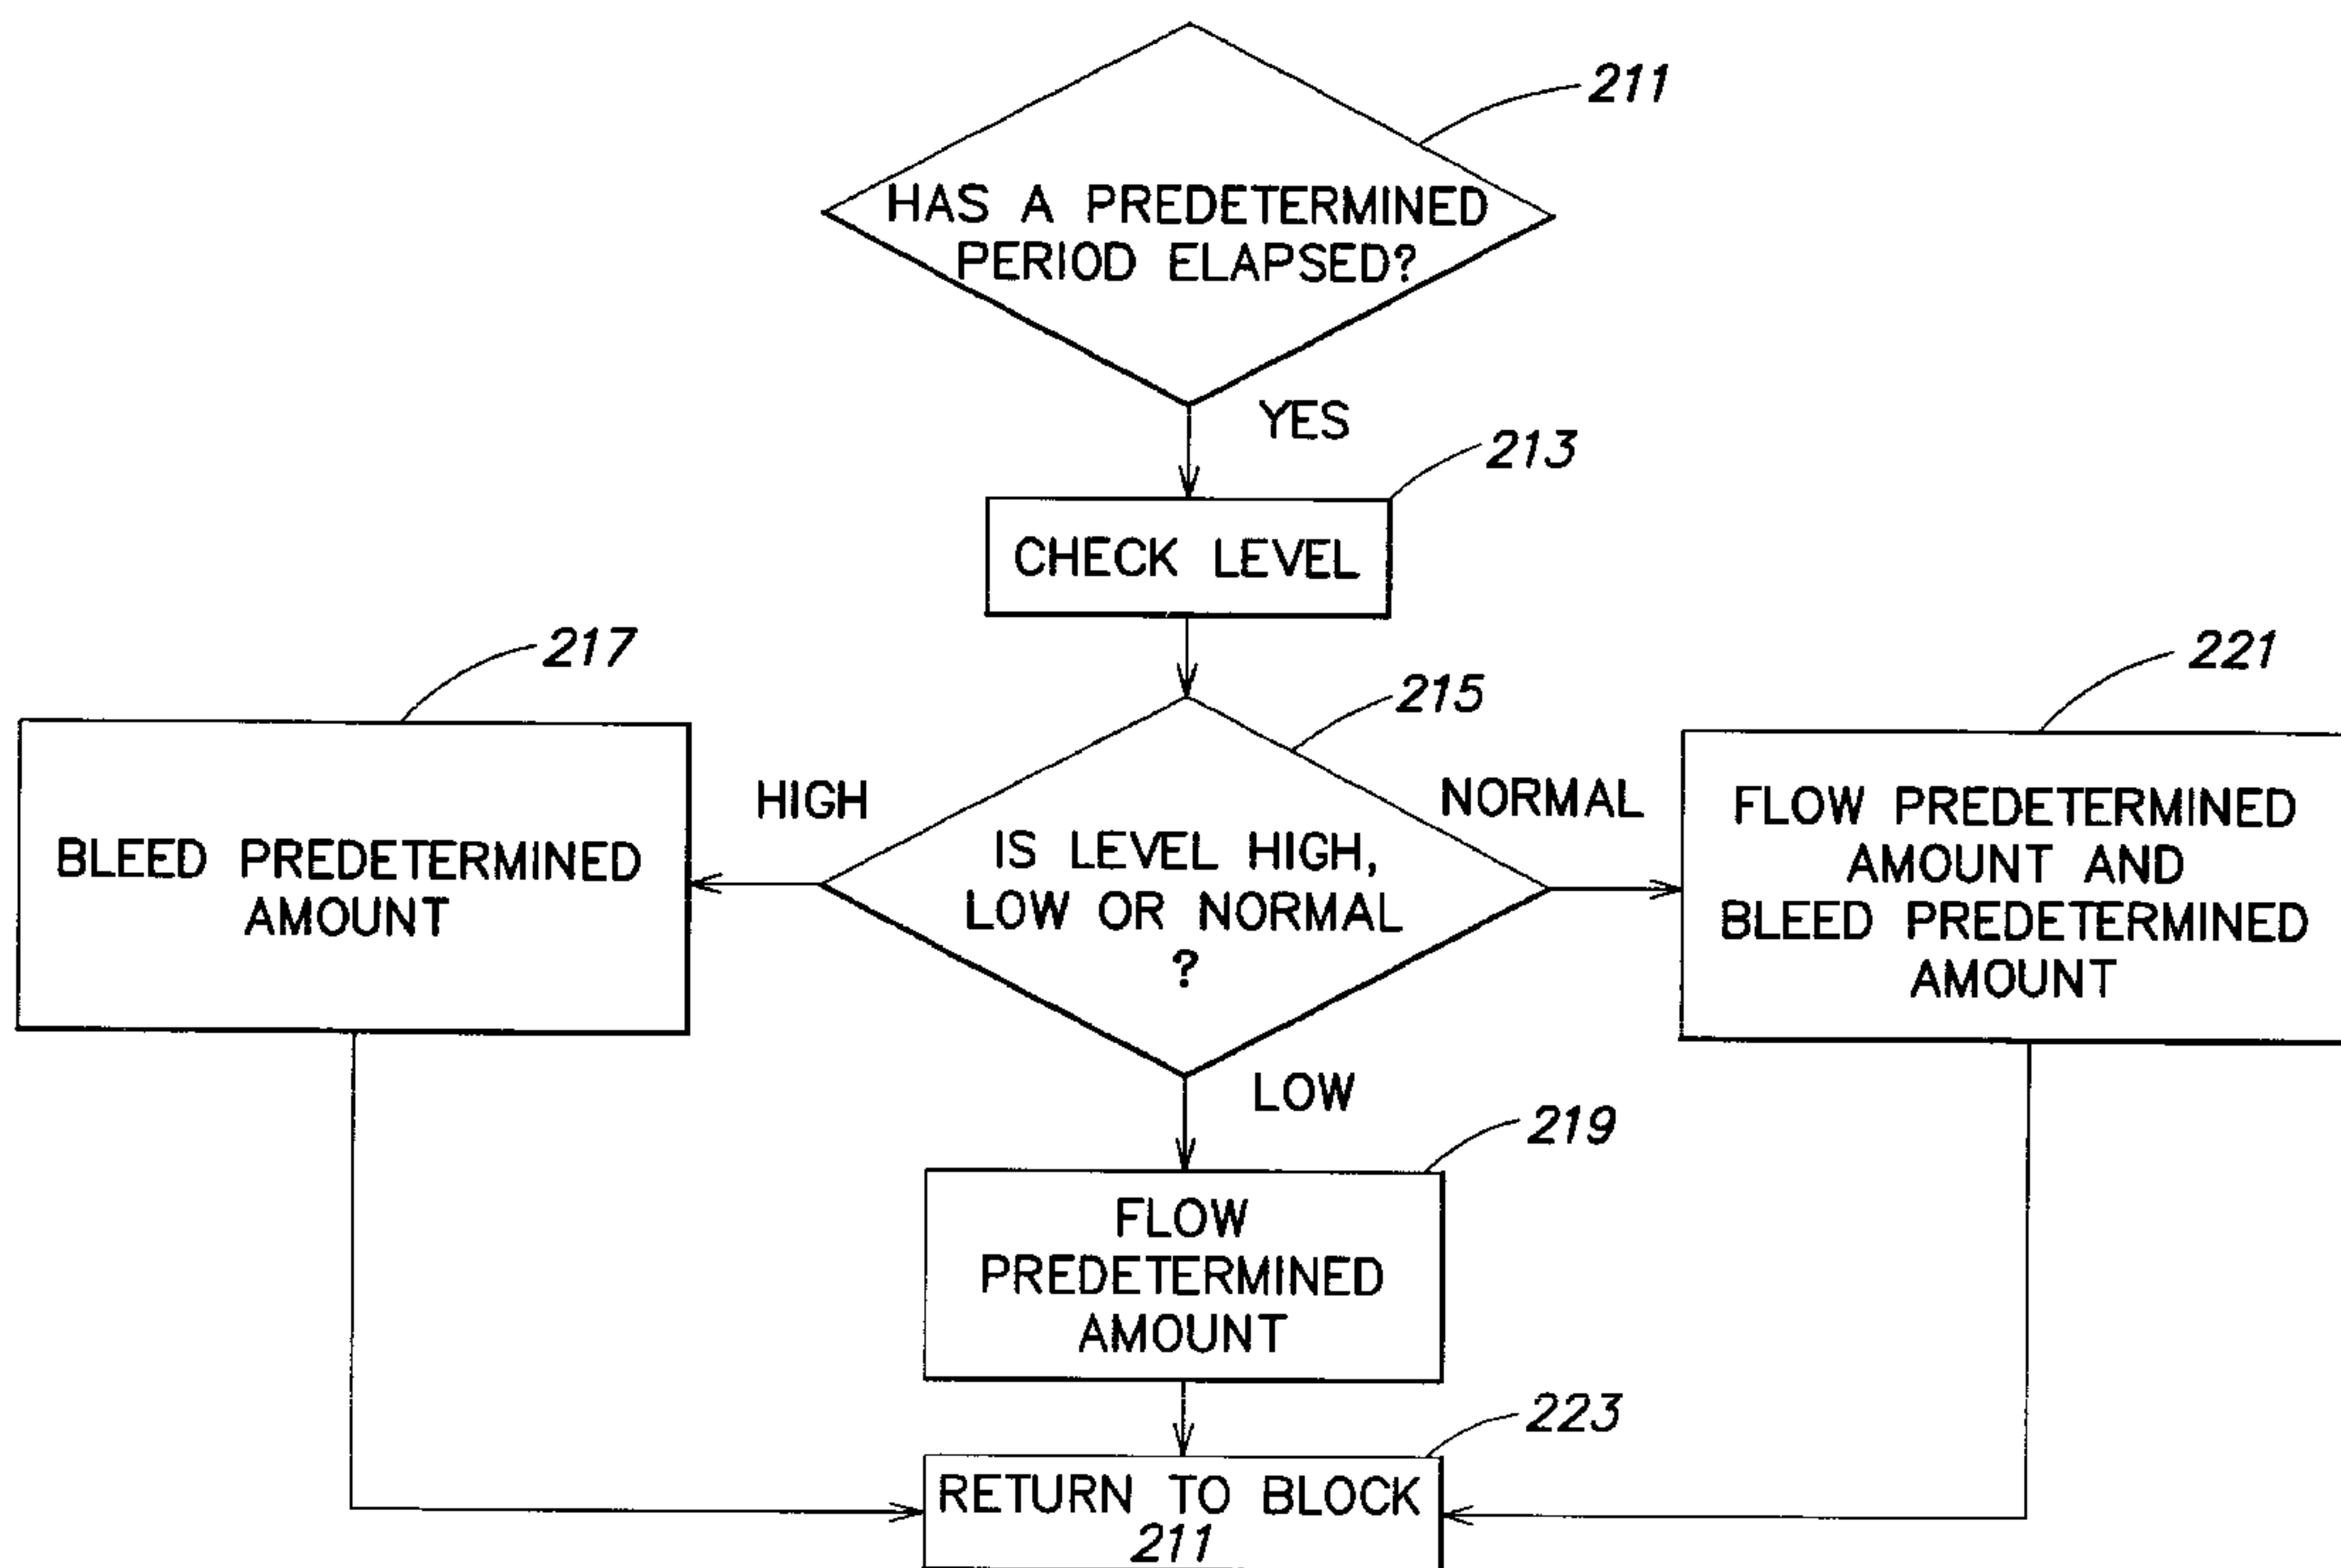 211
HAS A PREDETERMINED
PERIOD ELAPSED?
YES
213
CHECK LEVEL
217
215
221
HIGH
NORMAL
BLEED PREDETERMINED
AMOUNT
IS LEVEL HIGH,
LOW OR NORMAL
?
FLOW PREDETERMINED
AMOUNT AND
BLEED PREDETERMINED
AMOUNT
LOW
219
FLOW
PREDETERMINED
AMOUNT
223
RETURN TO BLOCK
211